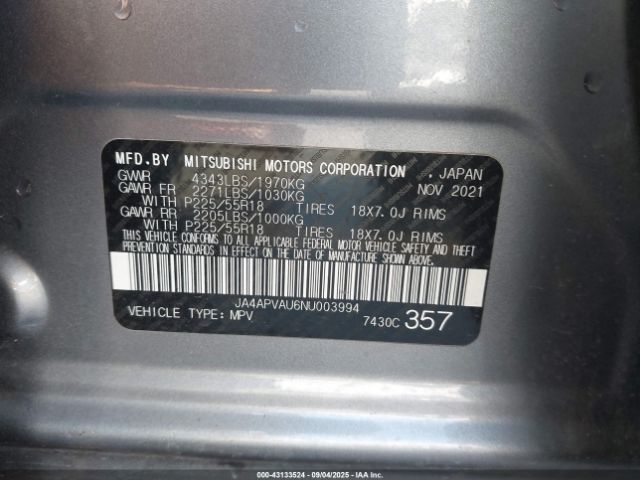 MFD.BY MITSUBISHI MOTORS CORPORATION , JAPAN
GVWR 4343LBS/1970KG NOV 2021
GAWR FR 2271LBS/1030KG
WITH P225/55R18 TIRES 18X7.0J RIMS
GAWR RR 2205LBS/1000KG
WITH P225/55R18 TIRES 18X7.0J RIMS
THIS VEHICLE CONFORMS TO ALL APPLICABLE FEDERAL MOTOR VEHICLE SAFETY AND THEFT
PREVENTION STANDARDS IN EFFECT ON THE DATE OF MANUFACTURE SHOWN ABOVE.
JA4APVAU6NU003994
VEHICLE TYPE: MPV 7430C 357
000-43133524 09/04/2025 IAAI.COM